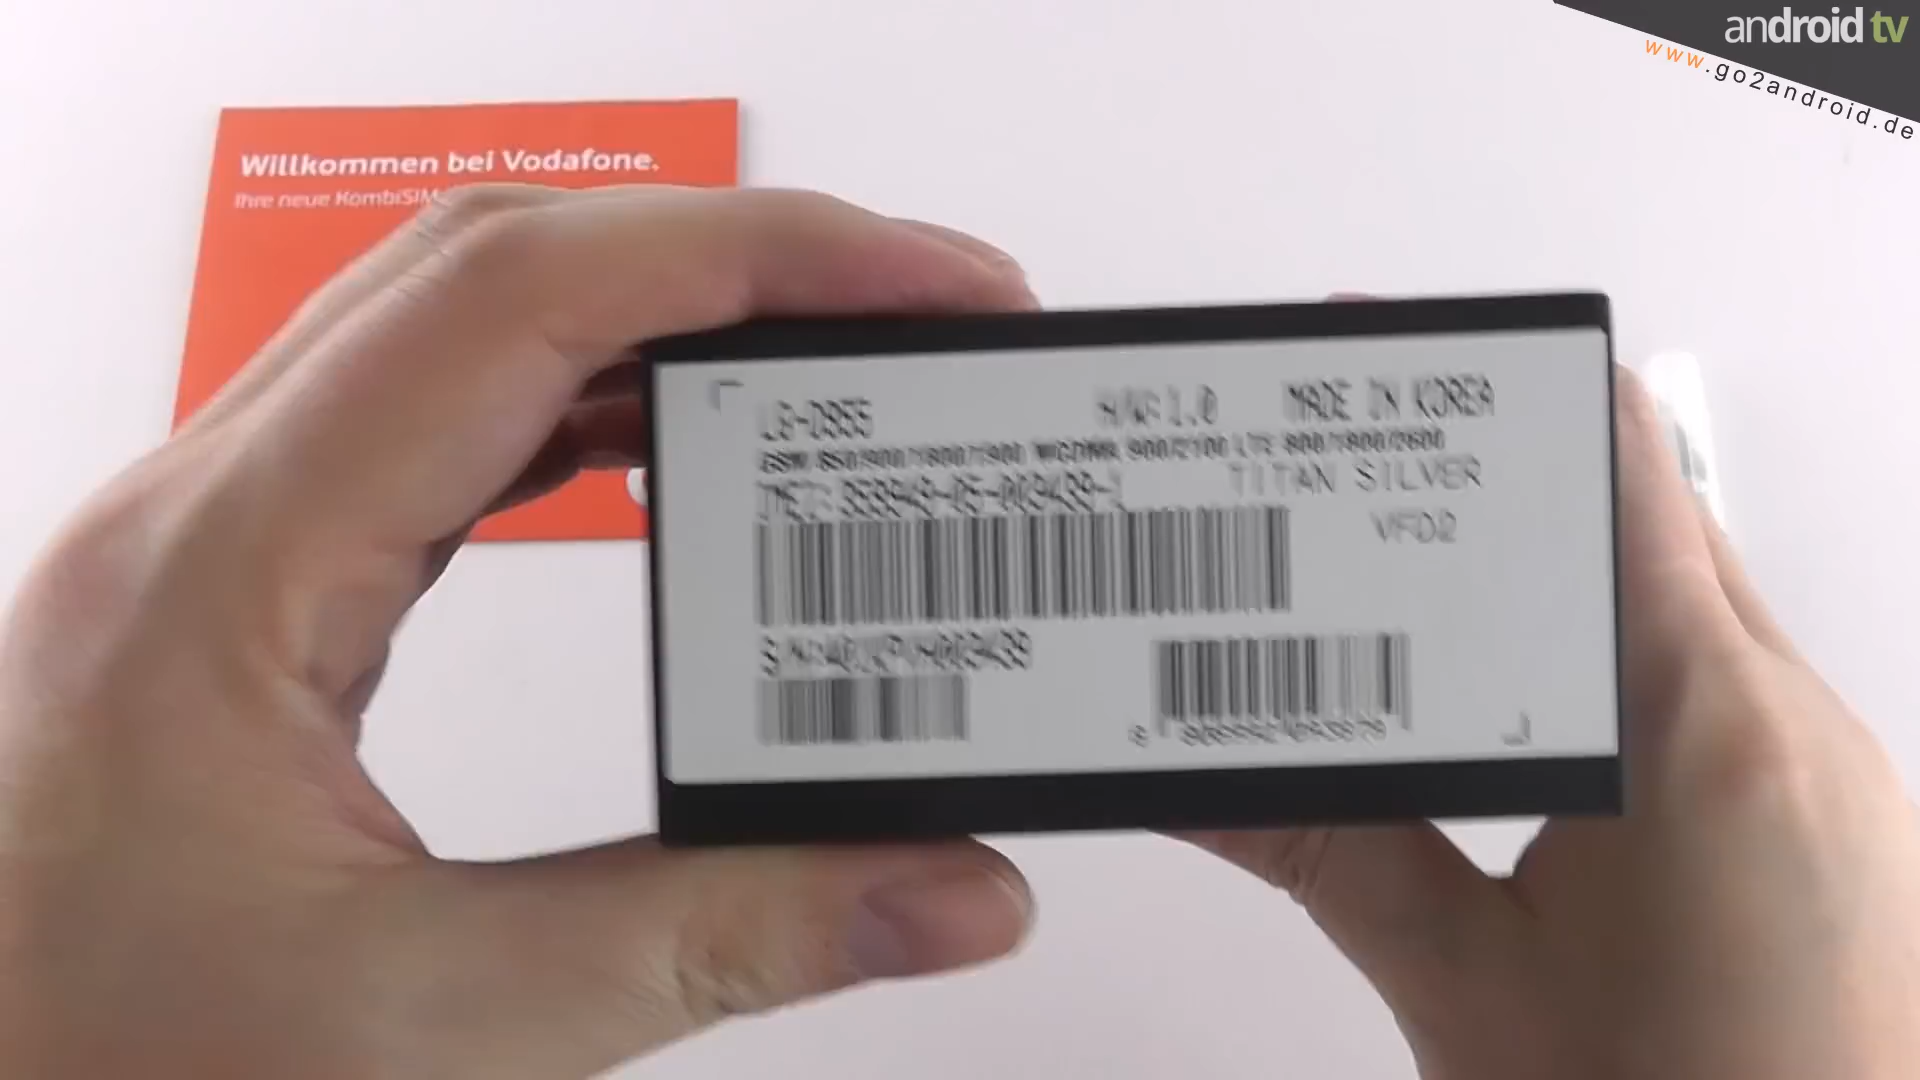 android tv
www.go2android.de
Willkommen bei Vodafone.
Ihre neue KombiSIM
LG-D855 H/W:1.0 MADE IN KOREA
GSM 850/900/1800/1900 WCDMA 900/2100 LTE 800/1800/2600
IMEI: TITAN SILVER
VFD2
S/N: